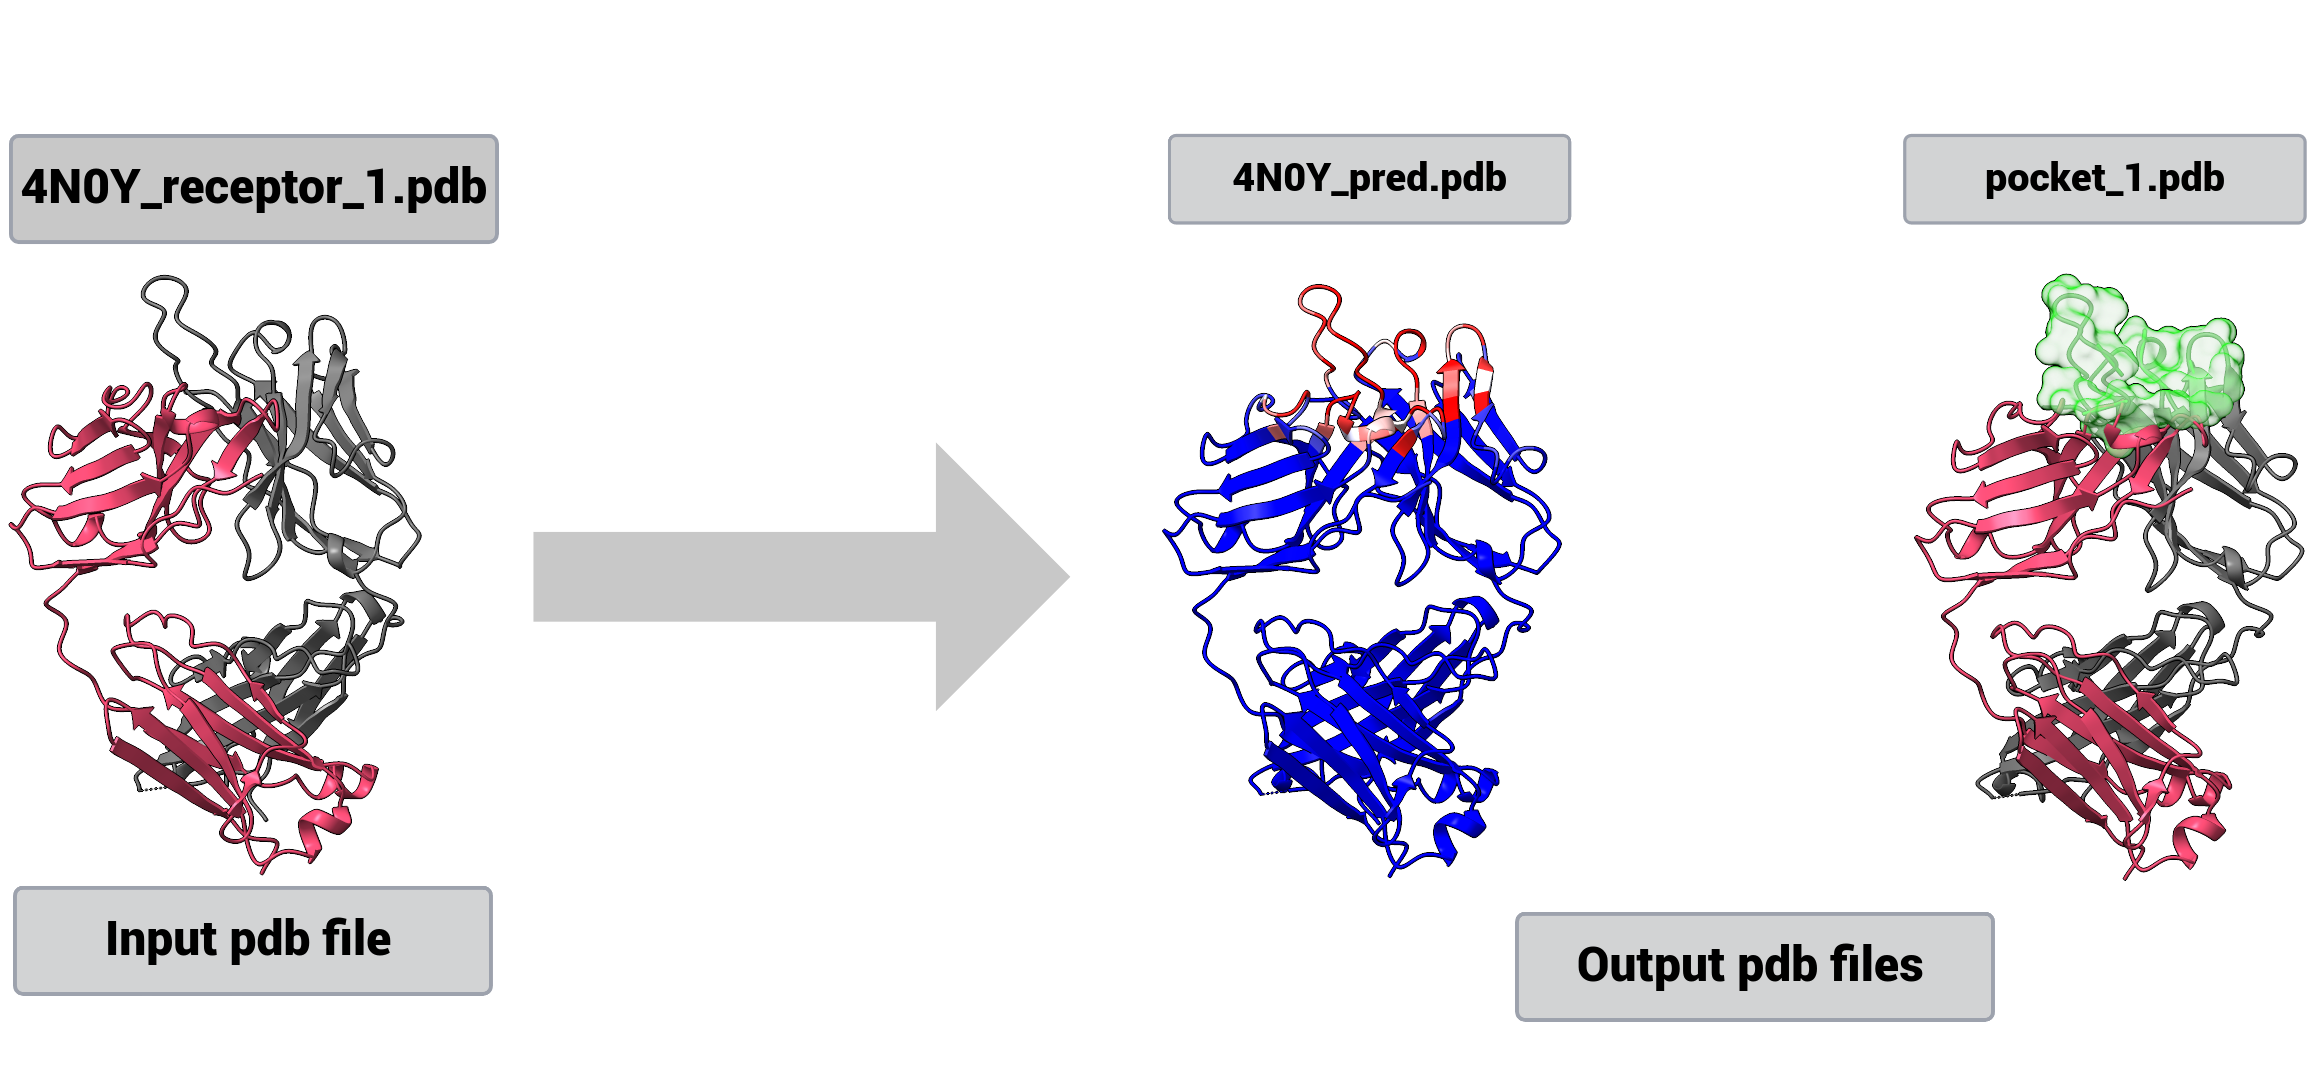 4N0Y_receptor_1.pdb
4N0Y_pred.pdb
pocket_1.pdb
Input pdb file
Output pdb files